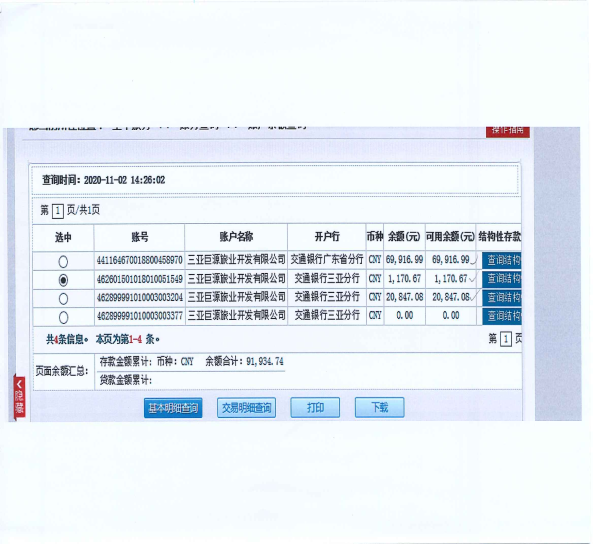 操作指南
查询时间：2020-11-02 14:26:02
第 1 页/共1页
选中 账号 账户名称 开户行 币种 余额(元) 可用余额(元) 结构性存款
441164670018800458970 三亚巨源旅业开发有限公司 交通银行广东省分行 CNY 69,916.99 69,916.99 查询结构
462601501018010051549 三亚巨源旅业开发有限公司 交通银行三亚分行 CNY 1,170.67 1,170.67 查询结构
462899991010003003204 三亚巨源旅业开发有限公司 交通银行三亚分行 CNY 20,847.08 20,847.08 查询结构
462899991010003003377 三亚巨源旅业开发有限公司 交通银行三亚分行 CNY 0.00 0.00 查询结构
共4条信息。 本页为第1-4 条。 第 1 页
页面余额汇总： 存款金额累计: 币种: CNY 余额合计: 91,934.74
贷款金额累计:
隐藏
基本明细查询 交易明细查询 打印 下载